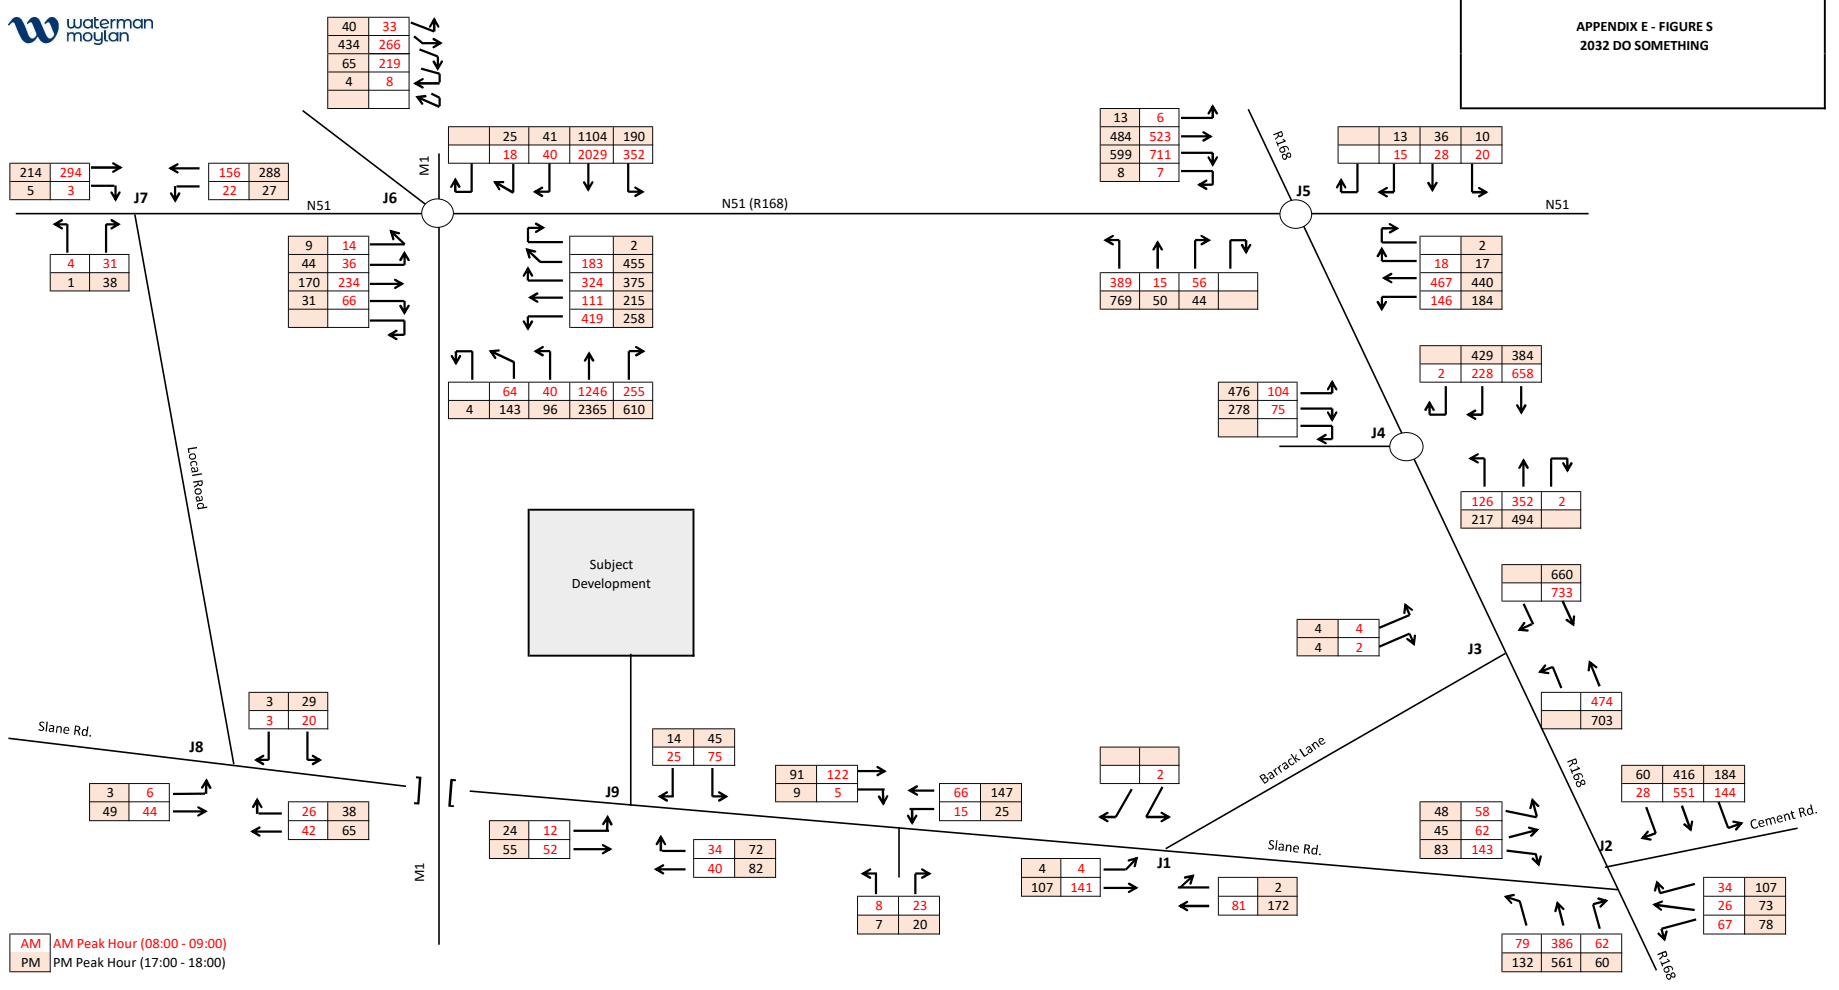 waterman
moylan
APPENDIX E - FIGURE S
2032 DO SOMETHING
40 33
434 266
65 219
4 8
M1
25 41 1104 190
18 40 2029 352
13 6
484 523
599 711
8 7
R168
13 36 10
15 28 20
214 294
5 3
156 288
22 27
J7
N51
J6
N51 (R168)
J5
N51
4 31
1 38
9 14
44 36
170 234
31 66
2
183 455
324 375
111 215
419 258
389 15 56
769 50 44
2
18 17
467 440
146 184
64 40 1246 255
4 143 96 2365 610
429 384
2 228 658
476 104
278 75
J4
Local Road
126 352 2
217 494
Subject
Development
660
733
4 4
4 2
J3
474
703
3 29
3 20
Slane Rd.
J8
3 6
49 44
26 38
42 65
] [
14 45
25 75
J9
24 12
55 52
34 72
40 82
91 122
9 5
66 147
15 25
8 23
7 20
2
Barrack Lane
R168
60 416 184
28 551 144
Cement Rd.
48 58
45 62
83 143
J2
Slane Rd.
J1
4 4
107 141
2
81 172
M1
34 107
26 73
67 78
79 386 62
132 561 60
R168
AM AM Peak Hour (08:00 - 09:00)
PM PM Peak Hour (17:00 - 18:00)